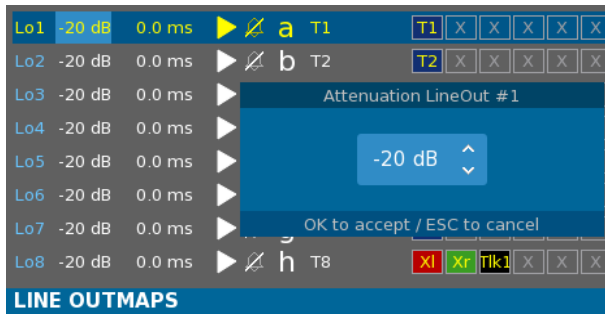 Lo1 -20 dB 0.0 ms a T1 T1 X X X X X
Lo2 -20 dB 0.0 ms b T2 T2 X X X X X
Lo3 -20 dB 0.0 ms
Attenuation LineOut #1
Lo4 -20 dB 0.0 ms
Lo5 -20 dB 0.0 ms
-20 dB
Lo6 -20 dB 0.0 ms
Lo7 -20 dB 0.0 ms
OK to accept / ESC to cancel
Lo8 -20 dB 0.0 ms h T8 Xl Xr Tlk1 X X X
LINE OUTMAPS